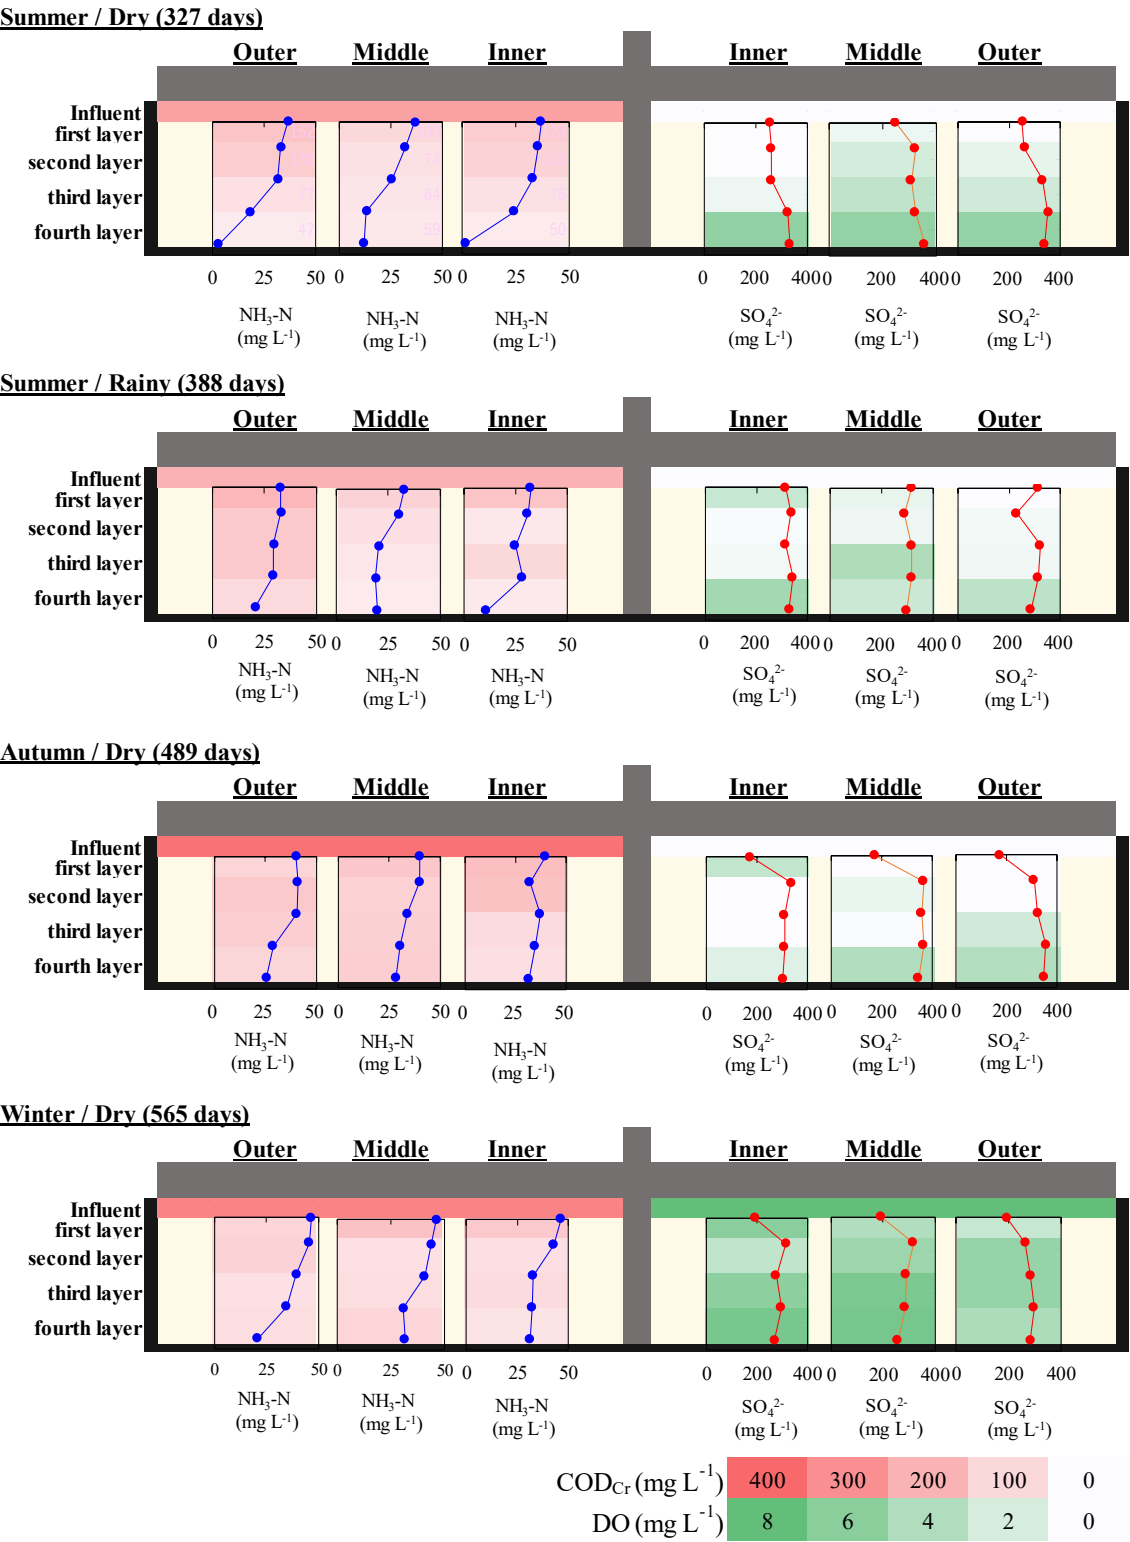 Summer / Dry (327 days)
Outer Middle Inner Inner Middle Outer
Influent
first layer
second layer
third layer
fourth layer
77 64 75
47 59 50
0 25 50 0 25 50 0 25 50 0 200 400 0 200 400 0 200 400
NH₃-N NH₃-N NH₃-N SO₄²⁻ SO₄²⁻ SO₄²⁻
(mg L⁻¹) (mg L⁻¹) (mg L⁻¹) (mg L⁻¹) (mg L⁻¹) (mg L⁻¹)
Summer / Rainy (388 days)
Outer Middle Inner Inner Middle Outer
Influent
first layer
second layer
third layer
fourth layer
0 25 50 0 25 50 0 25 50 0 200 400 0 200 400 0 200 400
NH₃-N NH₃-N NH₃-N SO₄²⁻ SO₄²⁻ SO₄²⁻
(mg L⁻¹) (mg L⁻¹) (mg L⁻¹) (mg L⁻¹) (mg L⁻¹) (mg L⁻¹)
Autumn / Dry (489 days)
Outer Middle Inner Inner Middle Outer
Influent
first layer
second layer
third layer
fourth layer
0 25 50 0 25 50 0 25 50 0 200 400 0 200 400 0 200 400
NH₃-N NH₃-N NH₃-N SO₄²⁻ SO₄²⁻ SO₄²⁻
(mg L⁻¹) (mg L⁻¹) (mg L⁻¹) (mg L⁻¹) (mg L⁻¹) (mg L⁻¹)
Winter / Dry (565 days)
Outer Middle Inner Inner Middle Outer
Influent
first layer
second layer
third layer
fourth layer
0 25 50 0 25 50 0 25 50 0 200 400 0 200 400 0 200 400
NH₃-N NH₃-N NH₃-N SO₄²⁻ SO₄²⁻ SO₄²⁻
(mg L⁻¹) (mg L⁻¹) (mg L⁻¹) (mg L⁻¹) (mg L⁻¹) (mg L⁻¹)
COD_Cr (mg L⁻¹) 400 300 200 100 0
DO (mg L⁻¹) 8 6 4 2 0